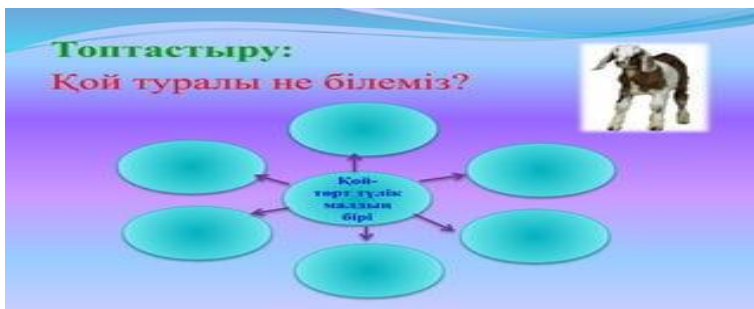 Топтастыру:
Қой туралы не білеміз?
Қой-
төрт түлік
малдың
бірі